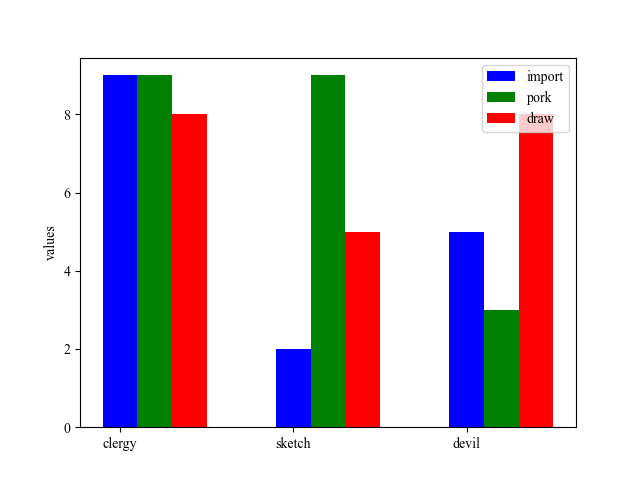 import
pork
draw
values
8
6
4
2
0
clergy sketch devil